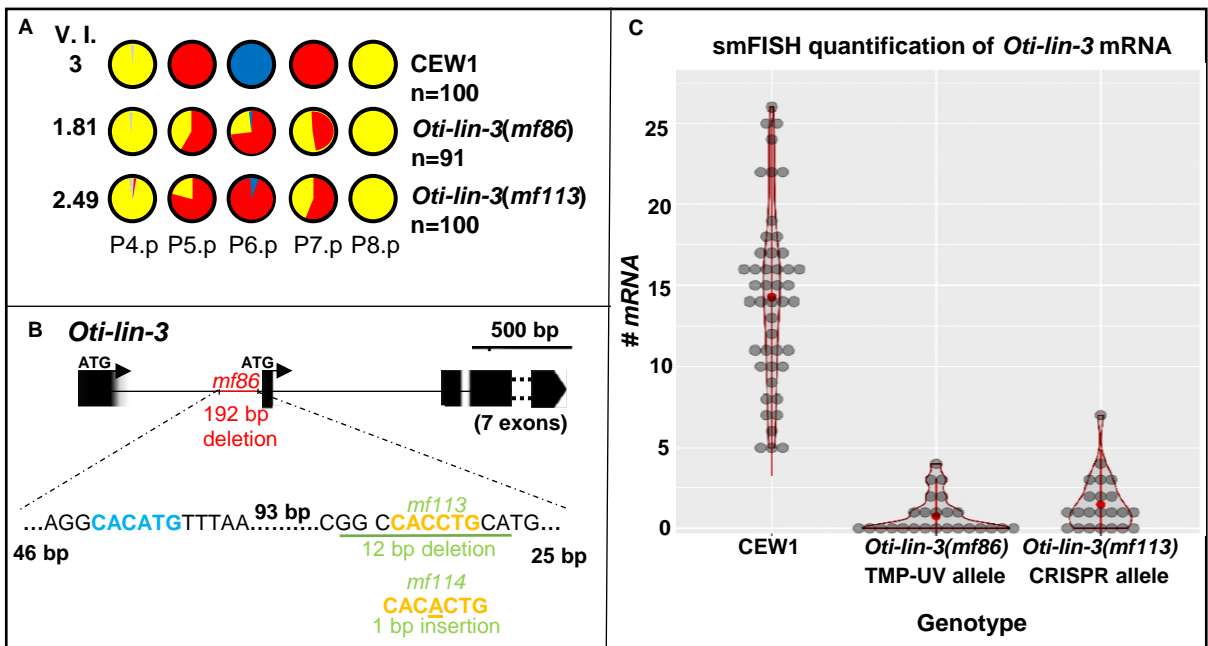 A
V. I.
3
CEW1
n=100
1.81
Oti-lin-3(mf86)
n=91
2.49
Oti-lin-3(mf113)
n=100
P4.p P5.p P6.p P7.p P8.p
B
Oti-lin-3
500 bp
ATG
ATG
mf86
192 bp
deletion
(7 exons)
...AGGCACATGTTTAA..........CGG CCACCTGCATG...
93 bp
mf113
46 bp
12 bp deletion
25 bp
mf114
CACACTG
1 bp insertion
C
smFISH quantification of Oti-lin-3 mRNA
# mRNA
25
20
15
10
5
0
CEW1
Oti-lin-3(mf86)
TMP-UV allele
Oti-lin-3(mf113)
CRISPR allele
Genotype